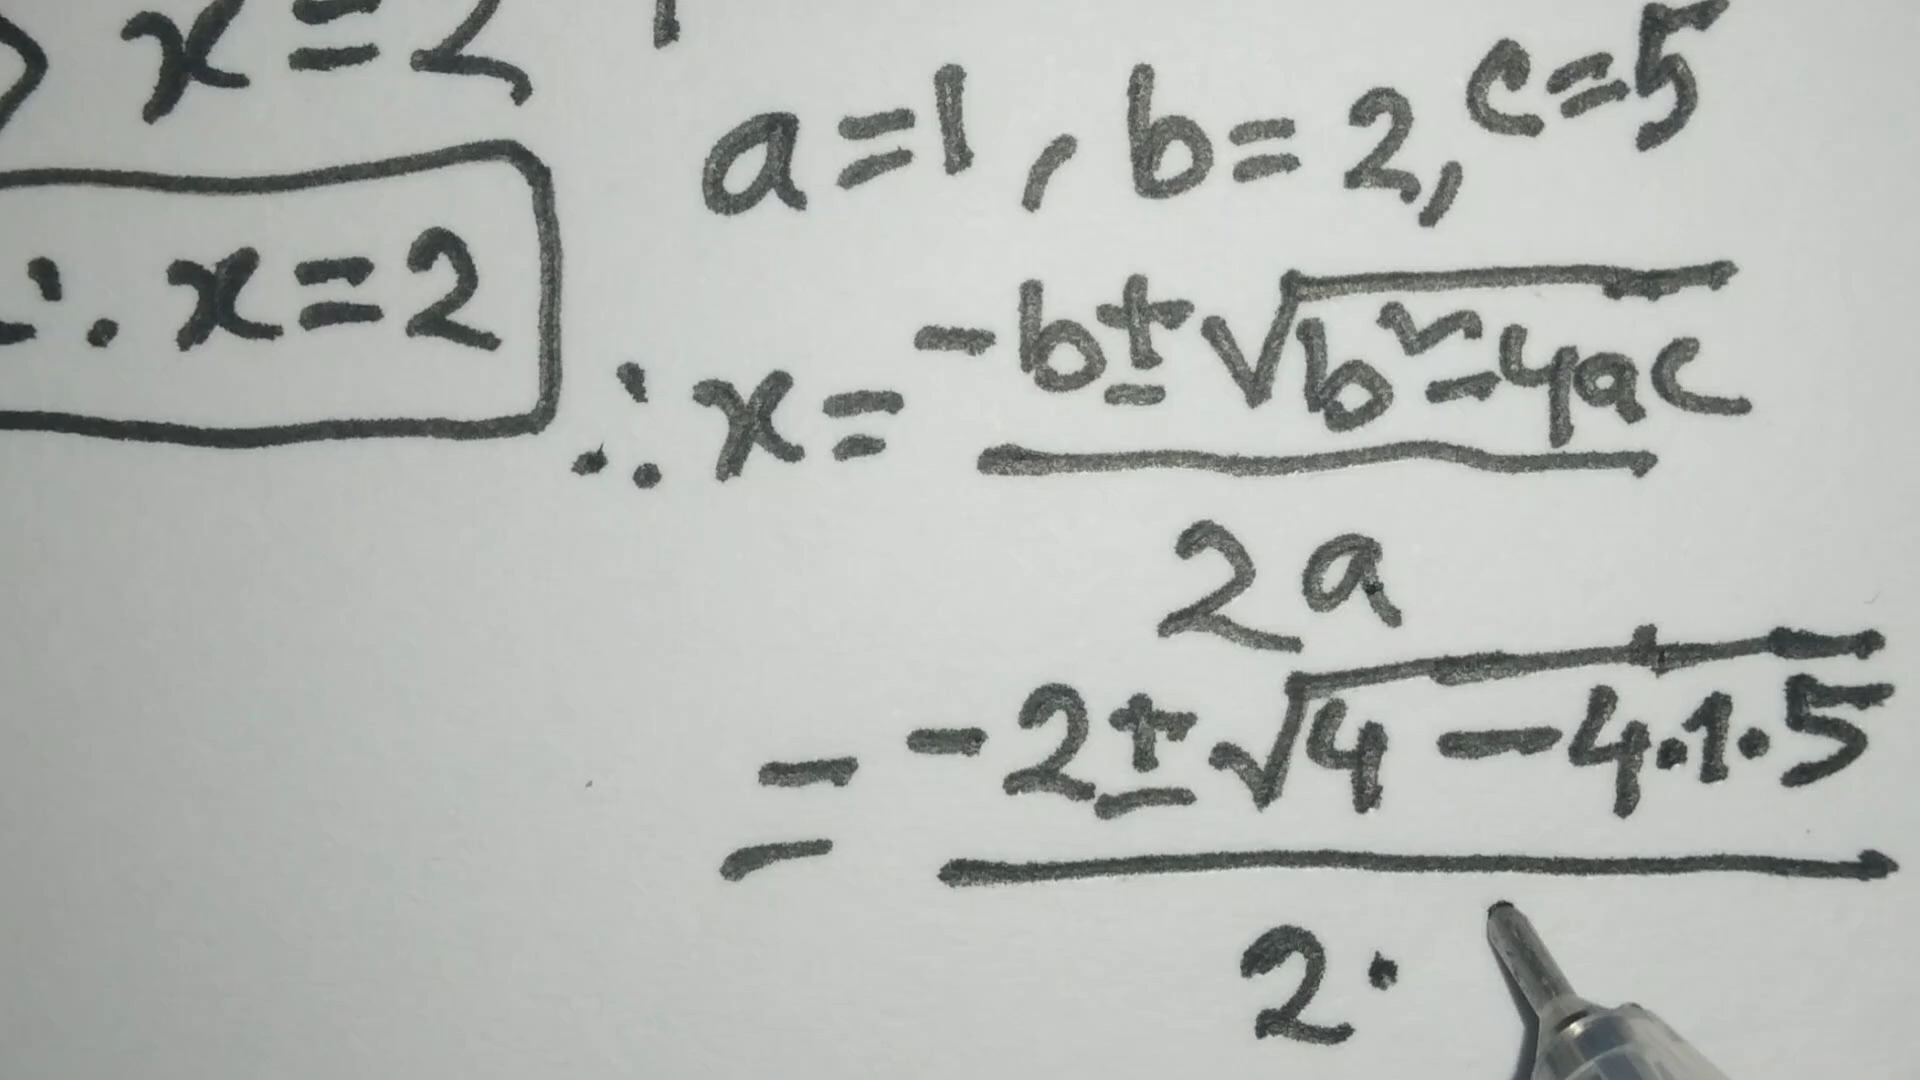 x=2
∴ x=2
a=1, b=2, c=5
∴ x= -b±√b²-4ac
2a
= -2±√4-4.1.5
2.